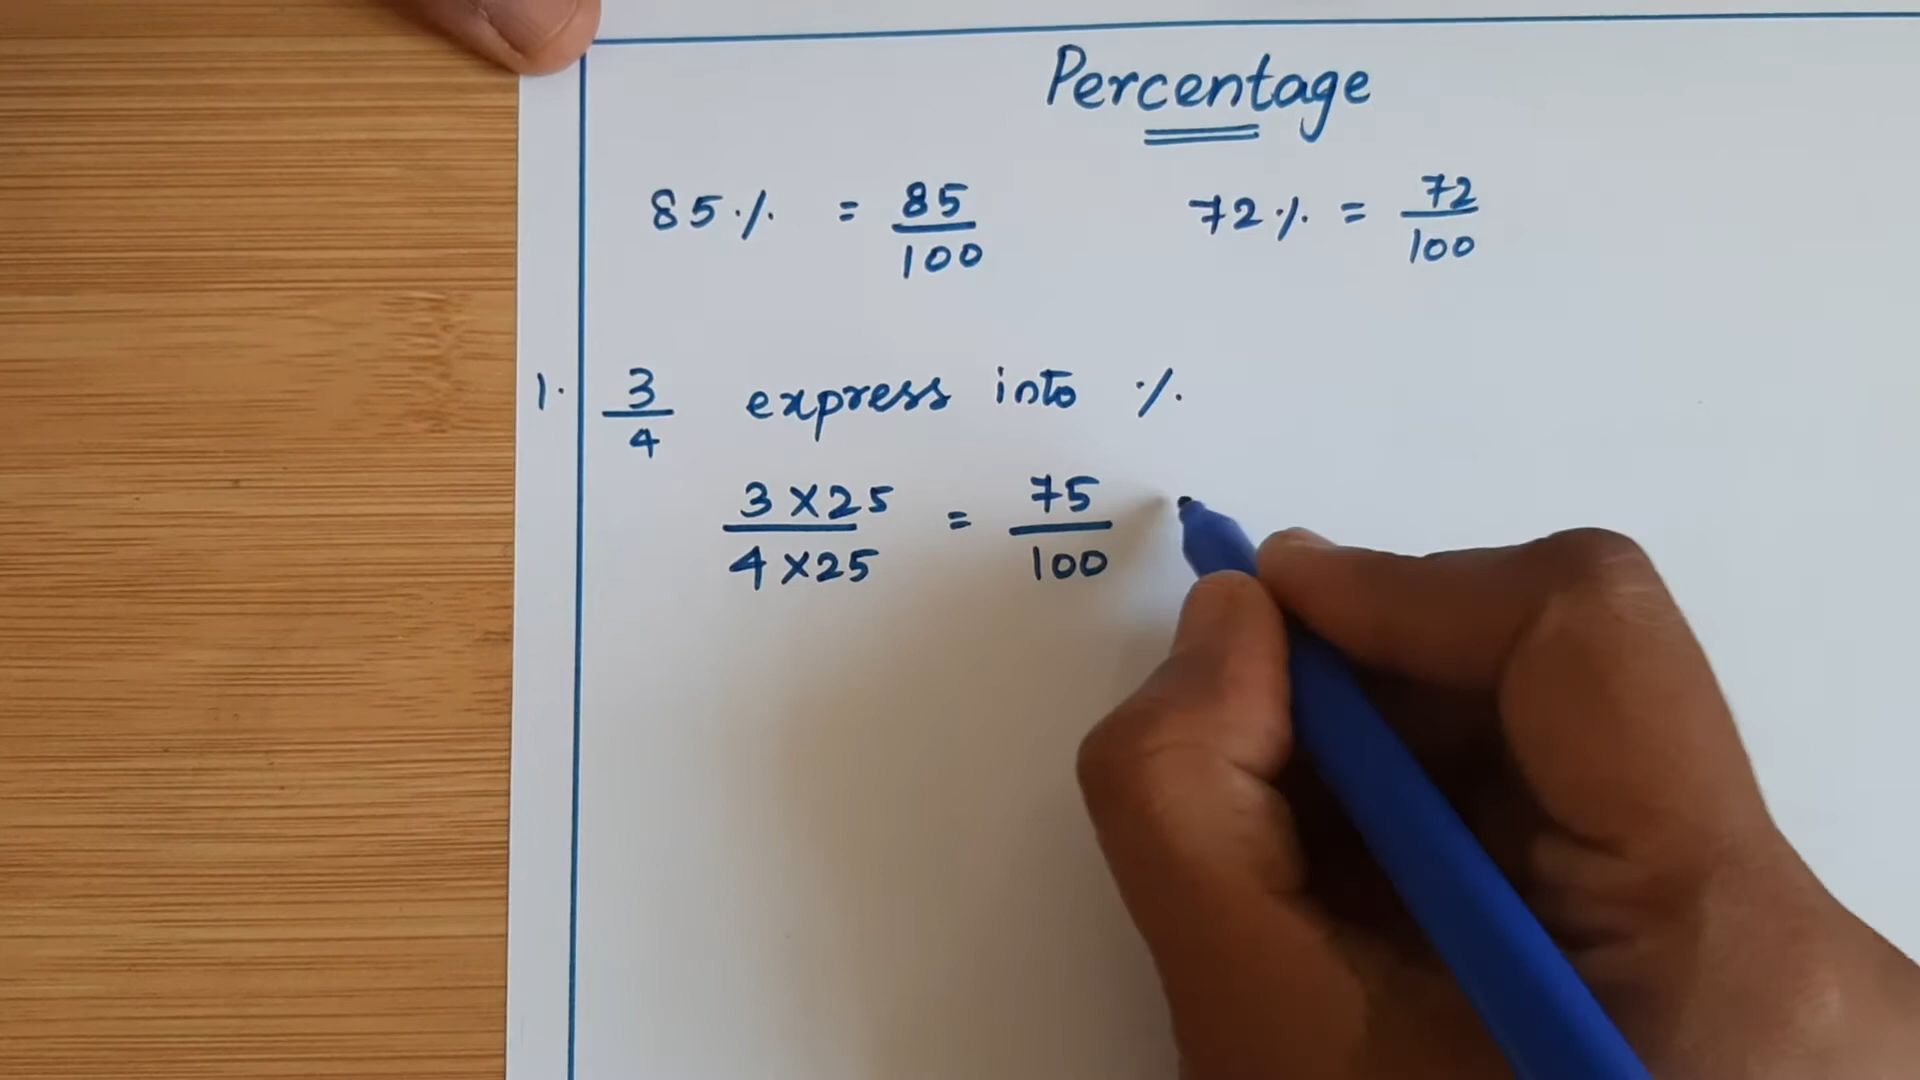 Percentage
85% = 85/100 72% = 72/100
1. 3/4 express into %
3×25/4×25 = 75/100